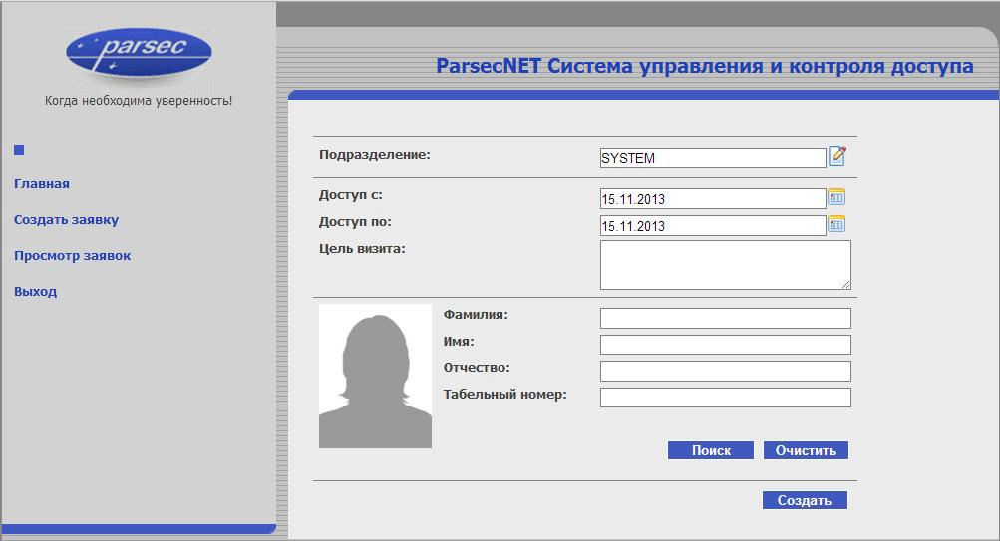 parsec
Когда необходима уверенность!
Главная
Создать заявку
Просмотр заявок
Выход
ParsecNET Система управления и контроля доступа
Подразделение: SYSTEM
Доступ с: 15.11.2013
Доступ по: 15.11.2013
Цель визита:
Фамилия:
Имя:
Отчество:
Табельный номер:
Поиск Очистить
Создать